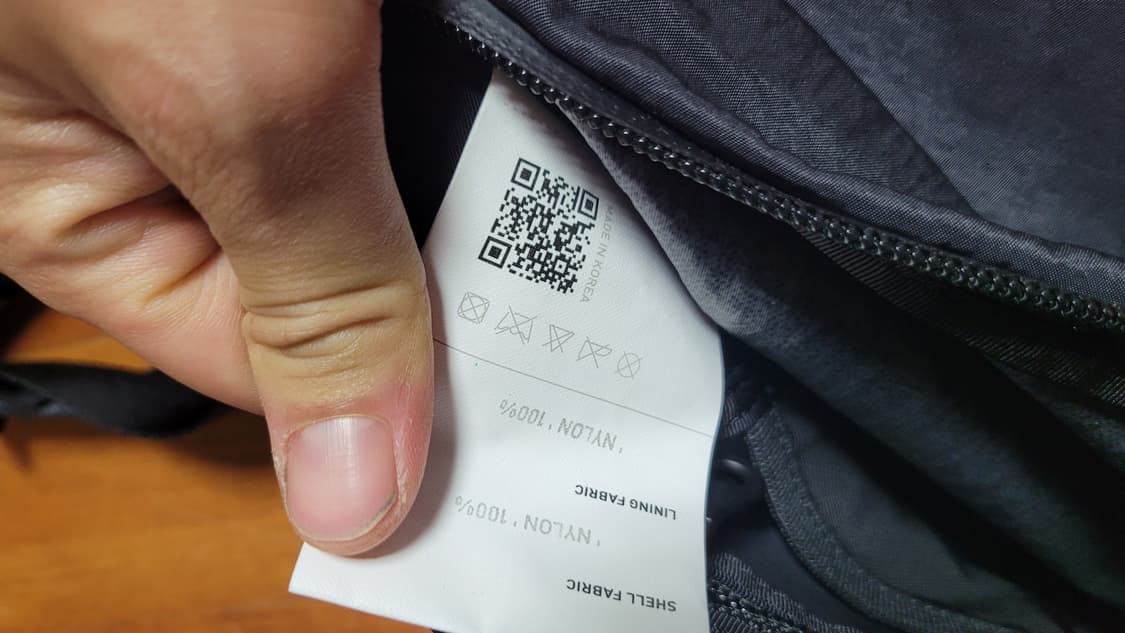 SHELL FABRIC
' NYLON ' 100%
LINING FABRIC
' NYLON ' 100%
MADE IN KOREA